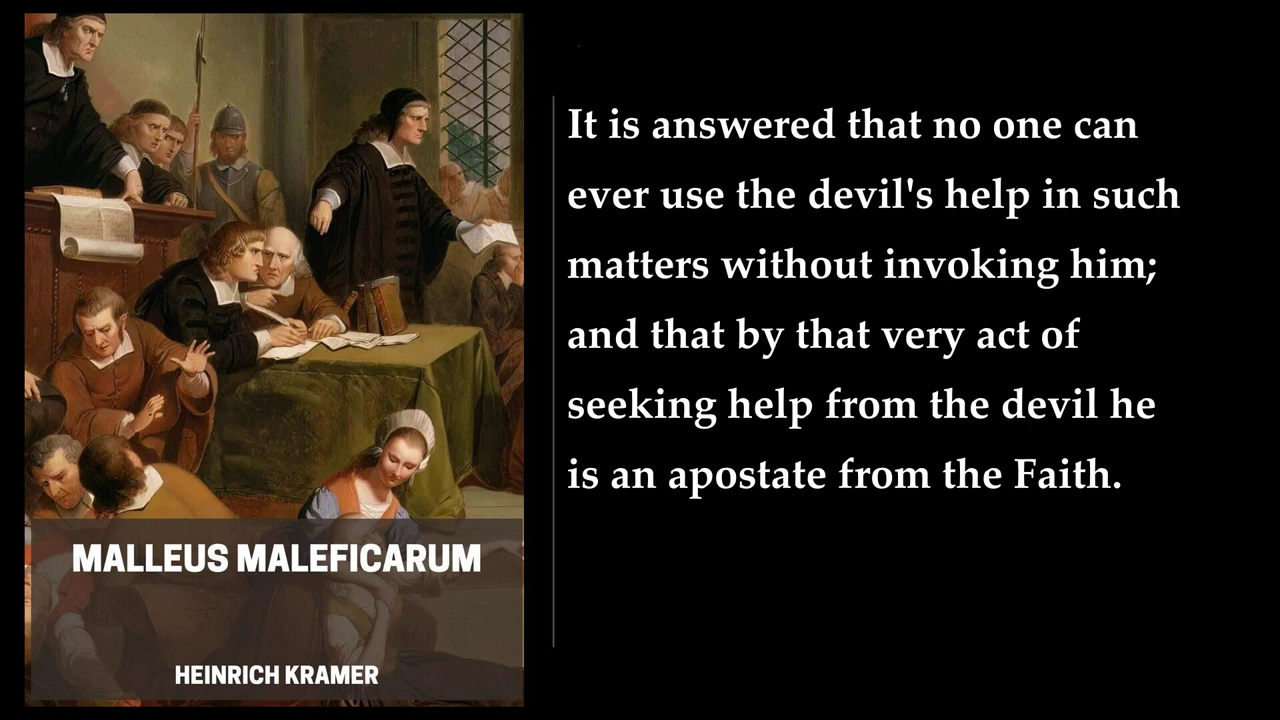 MALLEUS MALEFICARUM
HEINRICH KRAMER
It is answered that no one can
ever use the devil's help in such
matters without invoking him;
and that by that very act of
seeking help from the devil he
is an apostate from the Faith.